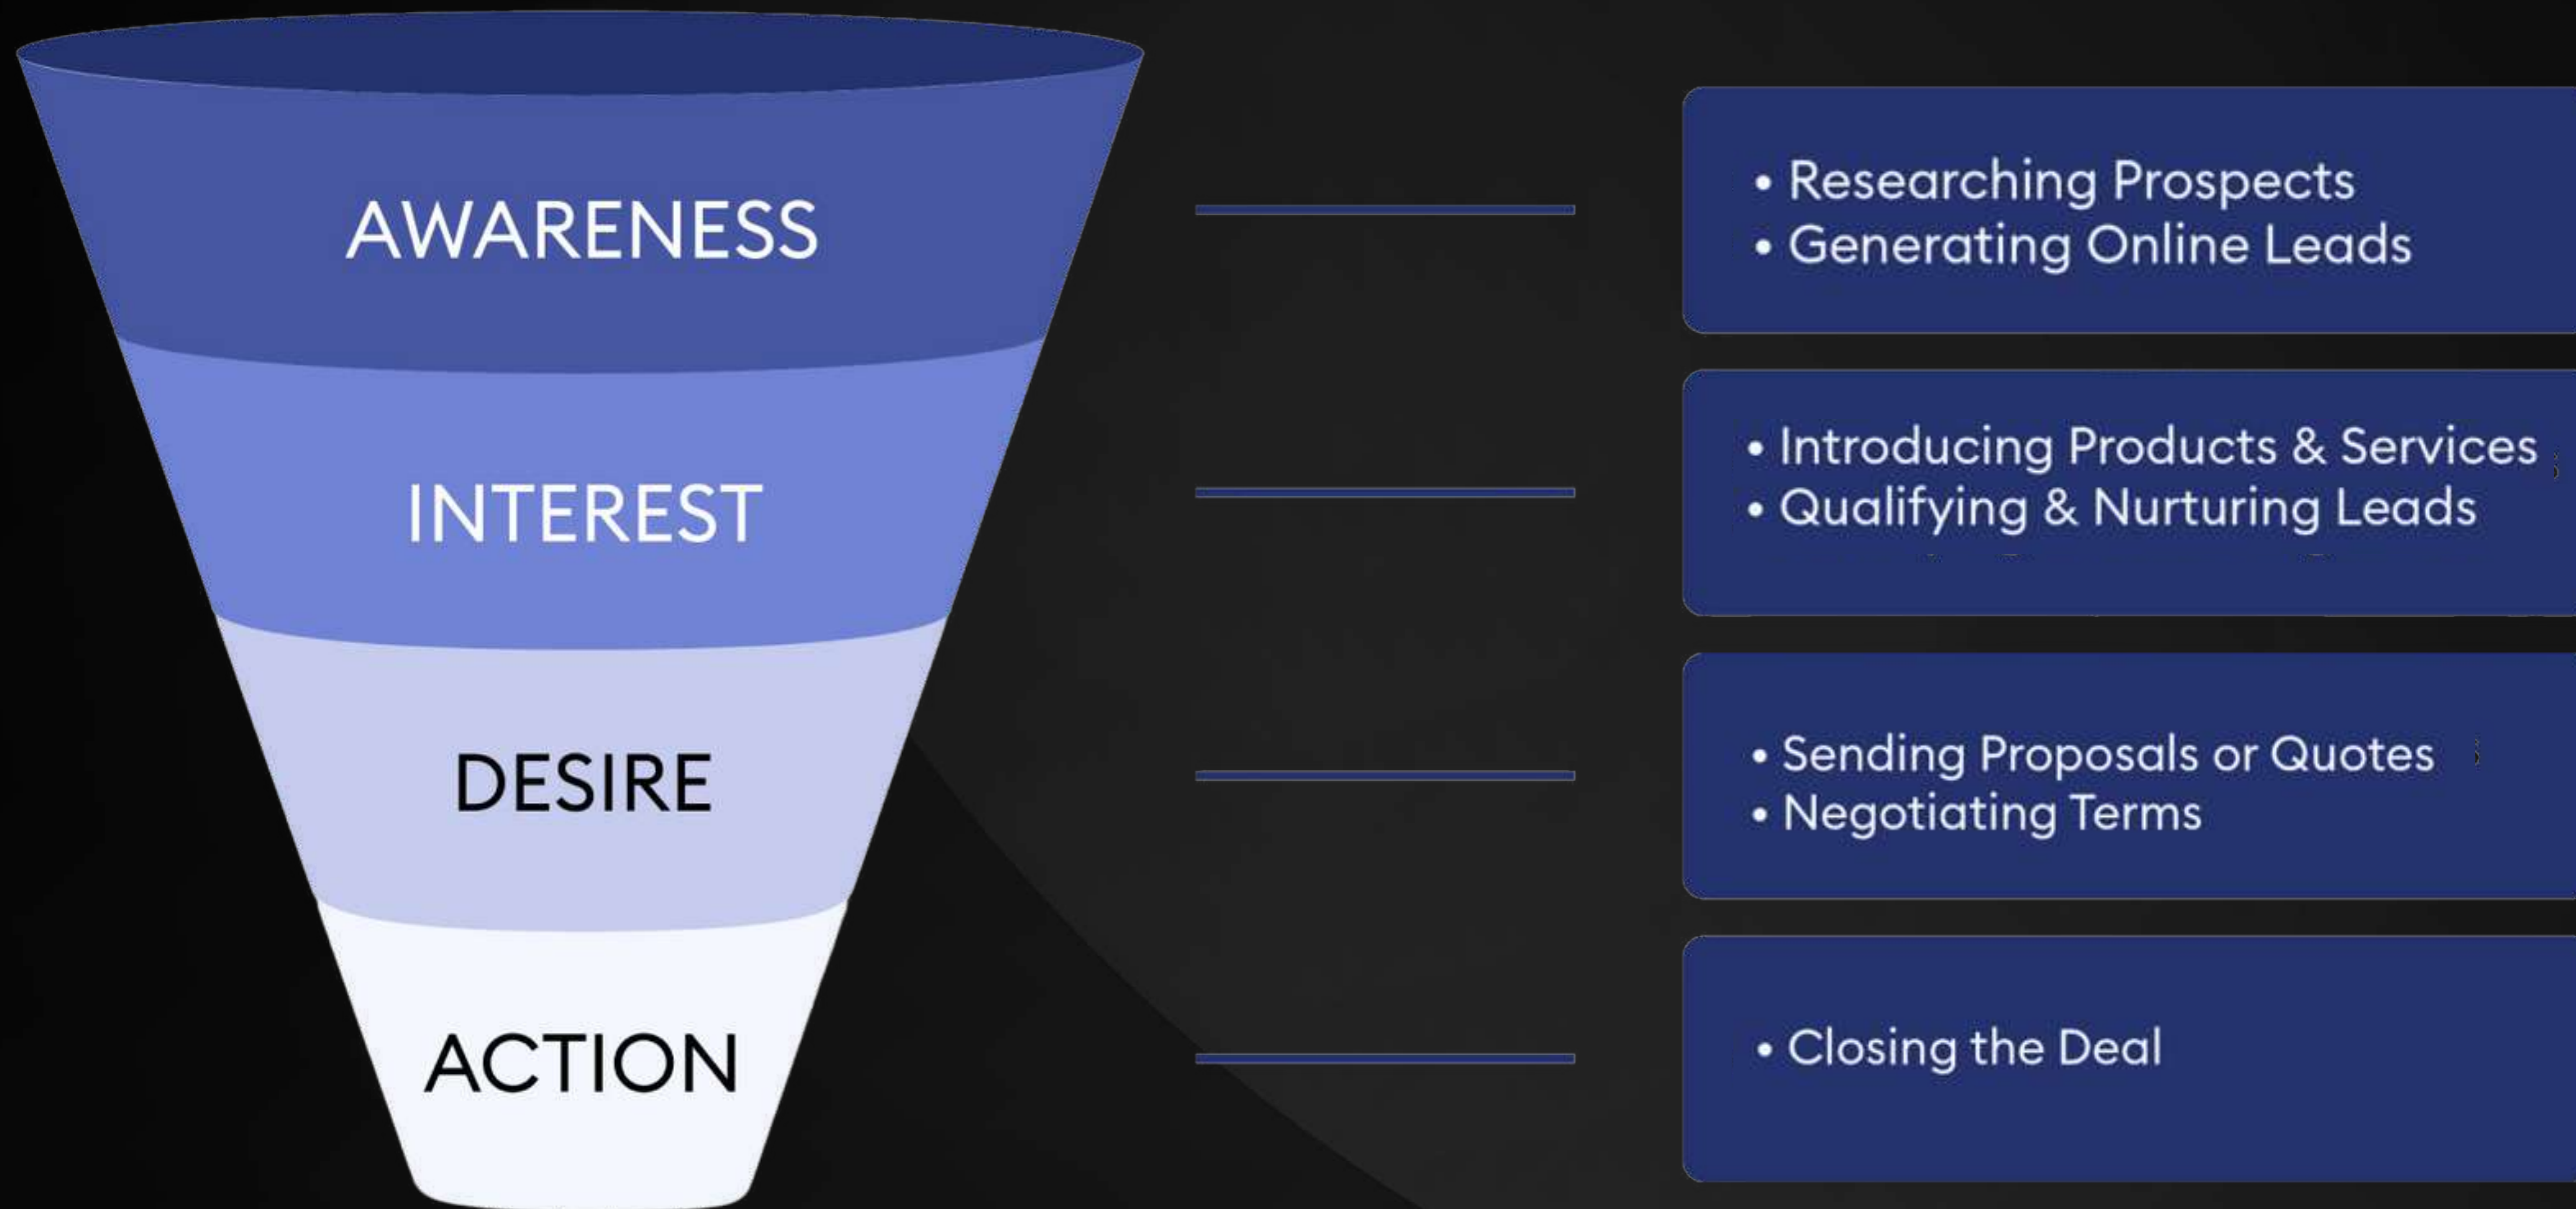 AWARENESS
• Researching Prospects
• Generating Online Leads
INTEREST
• Introducing Products & Services
• Qualifying & Nurturing Leads
DESIRE
• Sending Proposals or Quotes
• Negotiating Terms
ACTION
• Closing the Deal